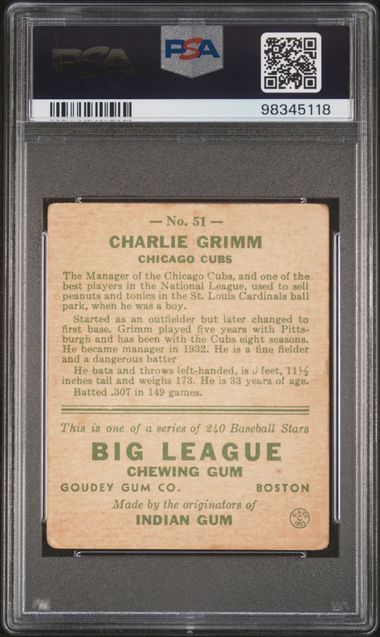 PSA
PSA
98345118
— No. 51 —
CHARLIE GRIMM
CHICAGO CUBS
The Manager of the Chicago Cubs, and one of the
best players in the National League, used to sell
peanuts and tonics in the St. Louis Cardinals ball
park, when he was a boy.
Started as an outfielder but later changed to
first base. Grimm played five years with Pitts-
burgh and has been with the Cubs eight seasons.
He became manager in 1932. He is a fine fielder
and a dangerous batter
He bats and throws left-handed, is feet, 11½
inches tall and weighs 173. He is 33 years of age.
Batted .307 in 149 games.
This is one of a series of 240 Baseball Stars
BIG LEAGUE
CHEWING GUM
GOUDEY GUM CO. BOSTON
Made by the originators of
INDIAN GUM